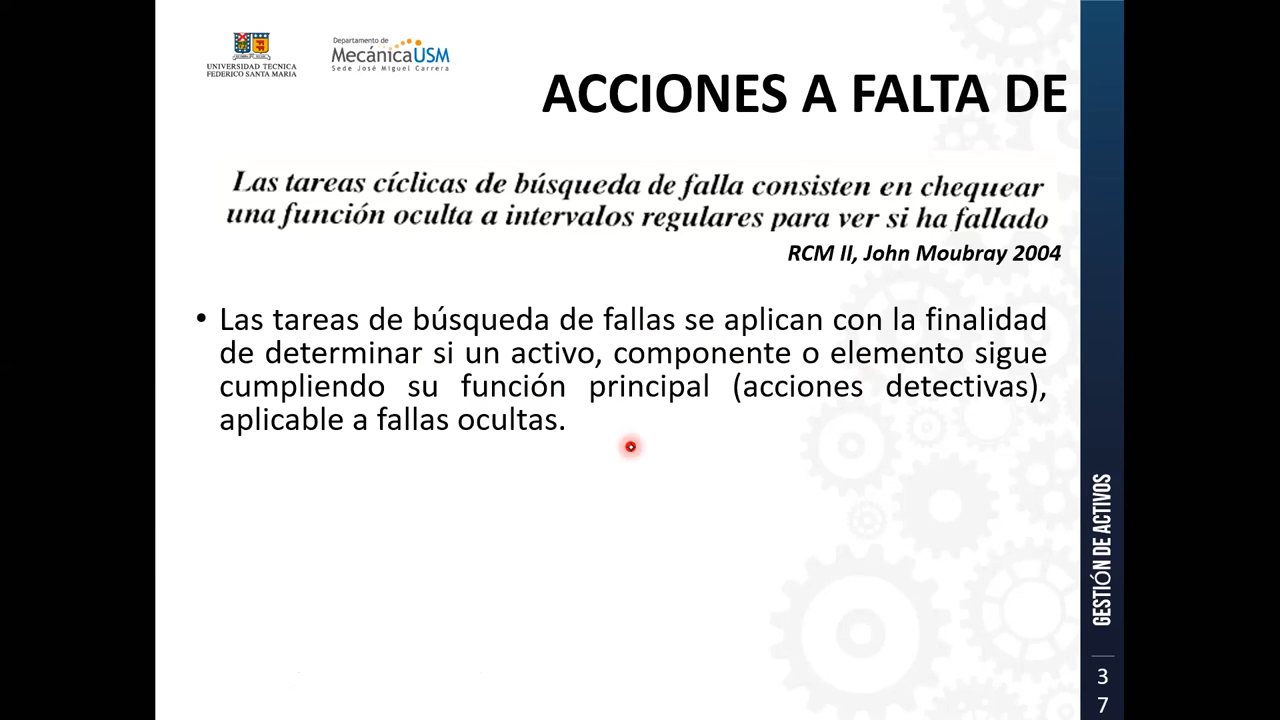 UNIVERSIDAD TECNICA
FEDERICO SANTA MARIA
Departamento de
MecánicaUSM
Sede José Miguel Carrera
ACCIONES A FALTA DE
Las tareas cíclicas de búsqueda de falla consisten en chequear
una función oculta a intervalos regulares para ver si ha fallado
RCM II, John Moubray 2004
• Las tareas de búsqueda de fallas se aplican con la finalidad
de determinar si un activo, componente o elemento sigue
cumpliendo su función principal (acciones detectivas),
aplicable a fallas ocultas.
GESTIÓN DE ACTIVOS
3
7